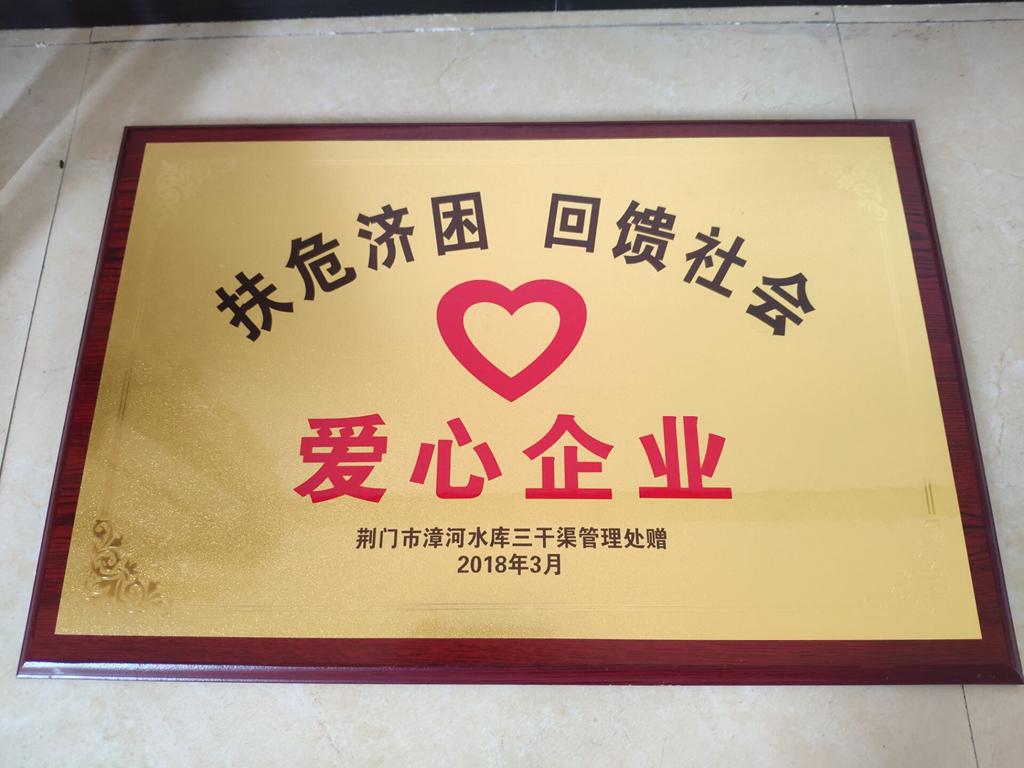 扶危济困 回馈社会
爱心企业
荆门市漳河水库三干渠管理处赠
2018年3月